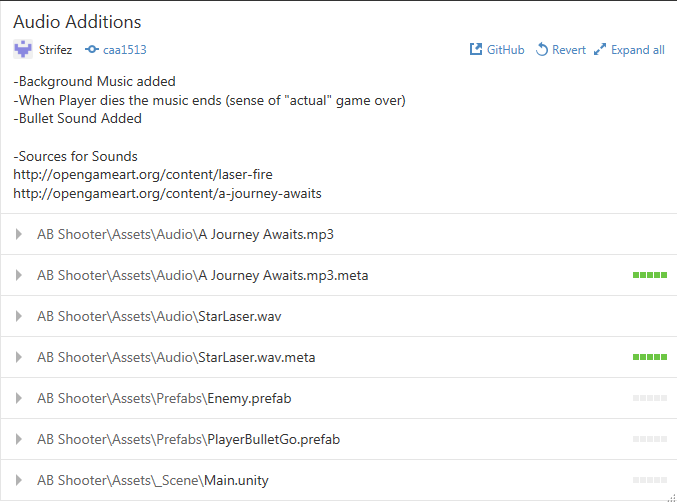 Audio Additions
Strifez caa1513 GitHub Revert Expand all
-Background Music added
-When Player dies the music ends (sense of "actual" game over)
-Bullet Sound Added
-Sources for Sounds
http://opengameart.org/content/laser-fire
http://opengameart.org/content/a-journey-awaits
AB Shooter\Assets\Audio\A Journey Awaits.mp3
AB Shooter\Assets\Audio\A Journey Awaits.mp3.meta
AB Shooter\Assets\Audio\StarLaser.wav
AB Shooter\Assets\Audio\StarLaser.wav.meta
AB Shooter\Assets\Prefabs\Enemy.prefab
AB Shooter\Assets\Prefabs\PlayerBulletGo.prefab
AB Shooter\Assets\_Scene\Main.unity